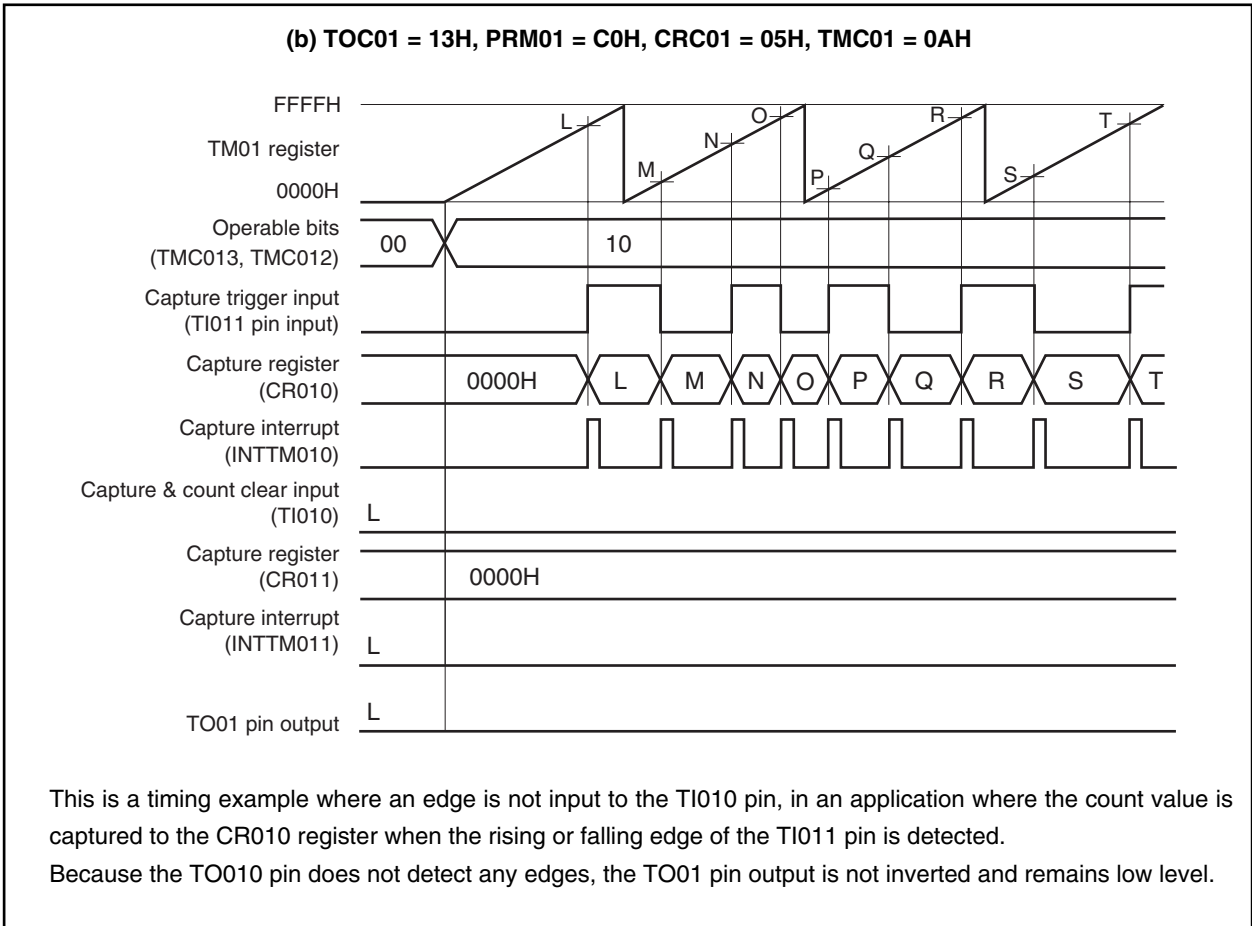 (b) TOC01 = 13H, PRM01 = C0H, CRC01 = 05H, TMC01 = 0AH
FFFFH
TM01 register
0000H
L
M
N
O
P
Q
R
S
T
Operable bits
(TMC013, TMC012)
00
10
Capture trigger input
(TI011 pin input)
Capture register
(CR010)
0000H
L
M
N
O
P
Q
R
S
T
Capture interrupt
(INTTM010)
Capture & count clear input
(TI010)
L
Capture register
(CR011)
0000H
Capture interrupt
(INTTM011)
L
TO01 pin output
L
This is a timing example where an edge is not input to the TI010 pin, in an application where the count value is
captured to the CR010 register when the rising or falling edge of the TI011 pin is detected.
Because the TO010 pin does not detect any edges, the TO01 pin output is not inverted and remains low level.